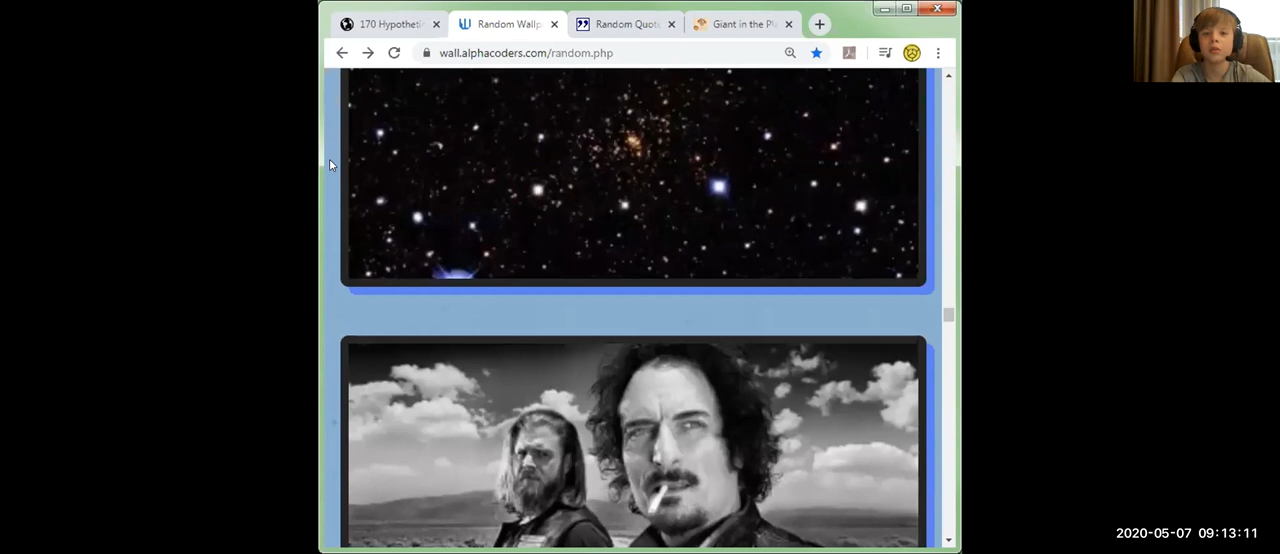 170 Hypotheti
Random Wallp
Random Quot
Giant in the Pl
wall.alphacoders.com/random.php
2020-05-07 09:13:11